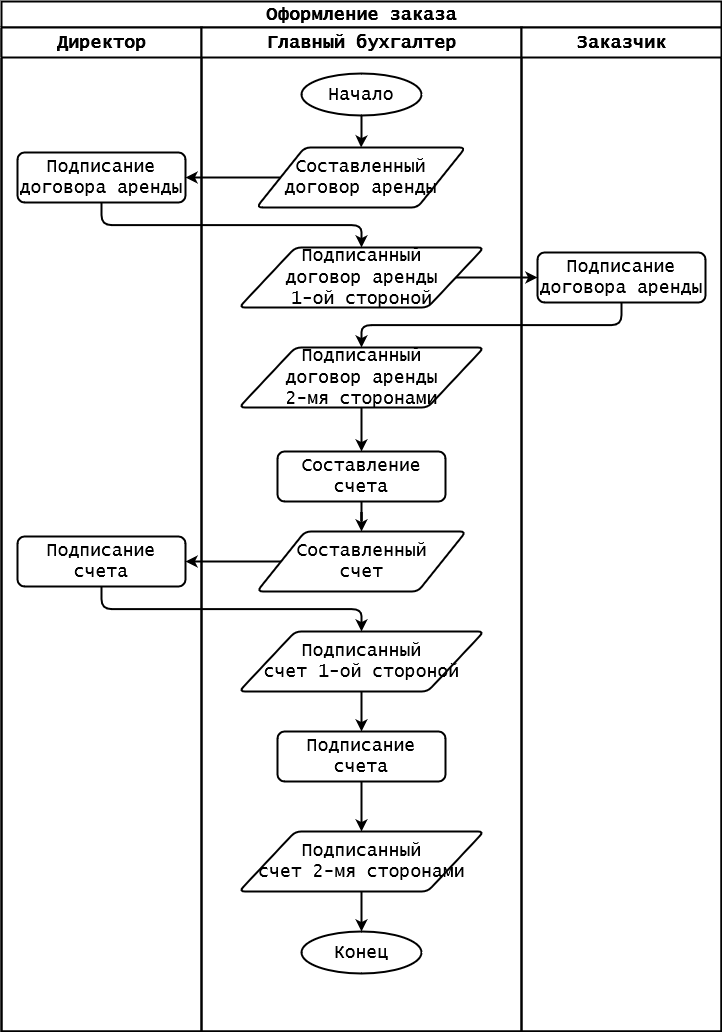 Оформление заказа
Директор
Главный бухгалтер
Заказчик
Начало
Составленный
договор аренды
Подписание
договора аренды
Подписанный
договор аренды
1-ой стороной
Подписание
договора аренды
Подписанный
договор аренды
2-мя сторонами
Составление
счета
Составленный
счет
Подписание
счета
Подписанный
счет 1-ой стороной
Подписание
счета
Подписанный
счет 2-мя сторонами
Конец